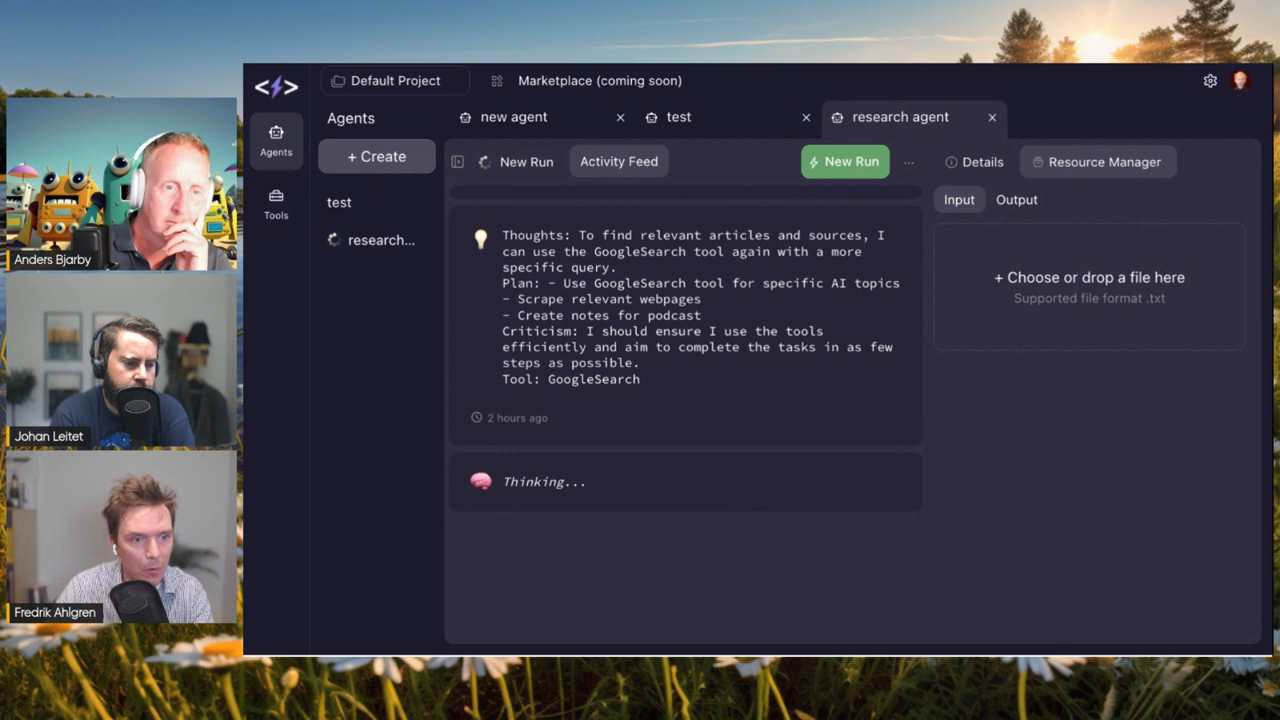 Default Project
Marketplace (coming soon)
Agents
Tools
Agents
+ Create
test
research...
new agent
test
research agent
New Run
Activity Feed
New Run
...
Thoughts: To find relevant articles and sources, I
can use the GoogleSearch tool again with a more
specific query.
Plan: - Use GoogleSearch tool for specific AI topics
- Scrape relevant webpages
- Create notes for podcast
Criticism: I should ensure I use the tools
efficiently and aim to complete the tasks in as few
steps as possible.
Tool: GoogleSearch
2 hours ago
Thinking...
Details
Resource Manager
Input
Output
+ Choose or drop a file here
Supported file format .txt
Anders Bjarby
Johan Leitet
Fredrik Ahlgren